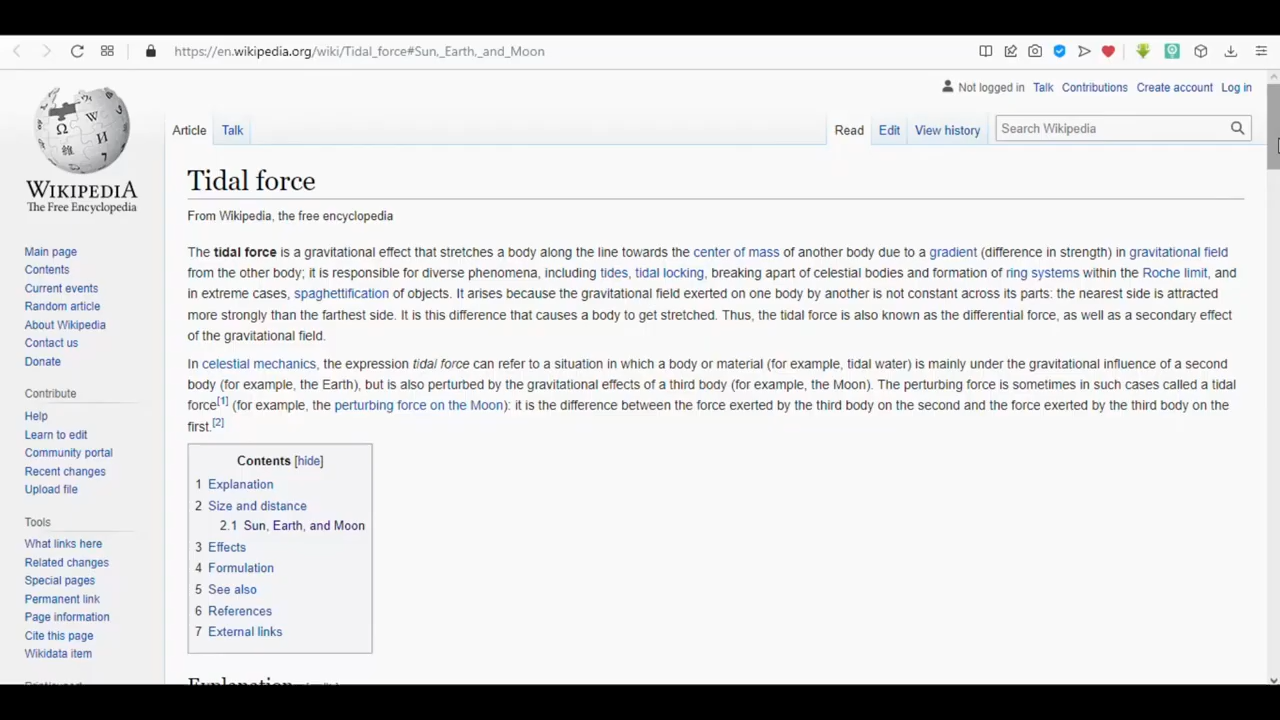 https://en.wikipedia.org/wiki/Tidal_force#Sun,_Earth,_and_Moon
Not logged in Talk Contributions Create account Log in
Article Talk Read Edit View history Search Wikipedia
WIKIPEDIA
The Free Encyclopedia
Tidal force
From Wikipedia, the free encyclopedia
The tidal force is a gravitational effect that stretches a body along the line towards the center of mass of another body due to a gradient (difference in strength) in gravitational field
from the other body; it is responsible for diverse phenomena, including tides, tidal locking, breaking apart of celestial bodies and formation of ring systems within the Roche limit, and
in extreme cases, spaghettification of objects. It arises because the gravitational field exerted on one body by another is not constant across its parts: the nearest side is attracted
more strongly than the farthest side. It is this difference that causes a body to get stretched. Thus, the tidal force is also known as the differential force, as well as a secondary effect
of the gravitational field.
In celestial mechanics, the expression tidal force can refer to a situation in which a body or material (for example, tidal water) is mainly under the gravitational influence of a second
body (for example, the Earth), but is also perturbed by the gravitational effects of a third body (for example, the Moon). The perturbing force is sometimes in such cases called a tidal
force[1] (for example, the perturbing force on the Moon): it is the difference between the force exerted by the third body on the second and the force exerted by the third body on the
first.[2]
Contents [hide]
1 Explanation
2 Size and distance
2.1 Sun, Earth, and Moon
3 Effects
4 Formulation
5 See also
6 References
7 External links
Explanation
Main page
Contents
Current events
Random article
About Wikipedia
Contact us
Donate
Contribute
Help
Learn to edit
Community portal
Recent changes
Upload file
Tools
What links here
Related changes
Special pages
Permanent link
Page information
Cite this page
Wikidata item